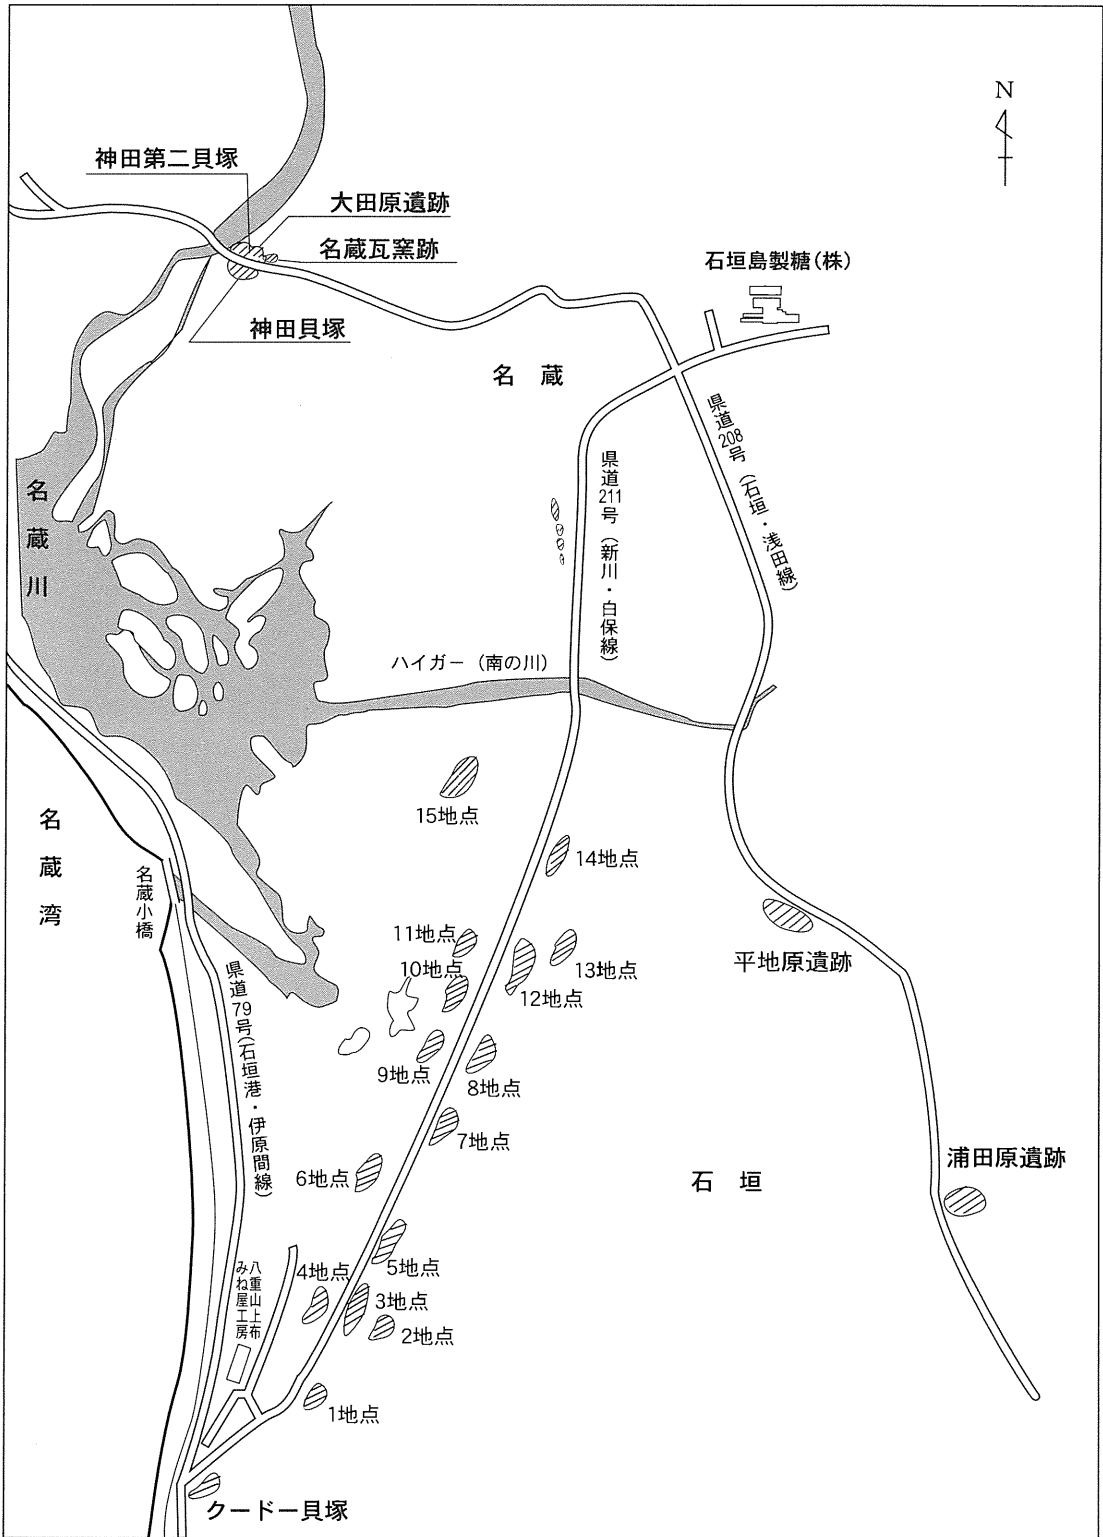 N
神田第二貝塚
大田原遺跡
名蔵瓦窯跡
石垣島製糖(株)
神田貝塚
名 蔵
県道208号(石垣・浅田線)
県道211号(新川・白保線)
名蔵川
ハイガー(南の川)
15地点
名蔵湾
14地点
名蔵小橋
11地点
13地点
平地原遺跡
10地点
12地点
県道79号(石垣港・伊原間線)
9地点
8地点
7地点
6地点
浦田原遺跡
石 垣
5地点
4地点
八重山上布
みね屋工房
3地点
2地点
1地点
クードー貝塚